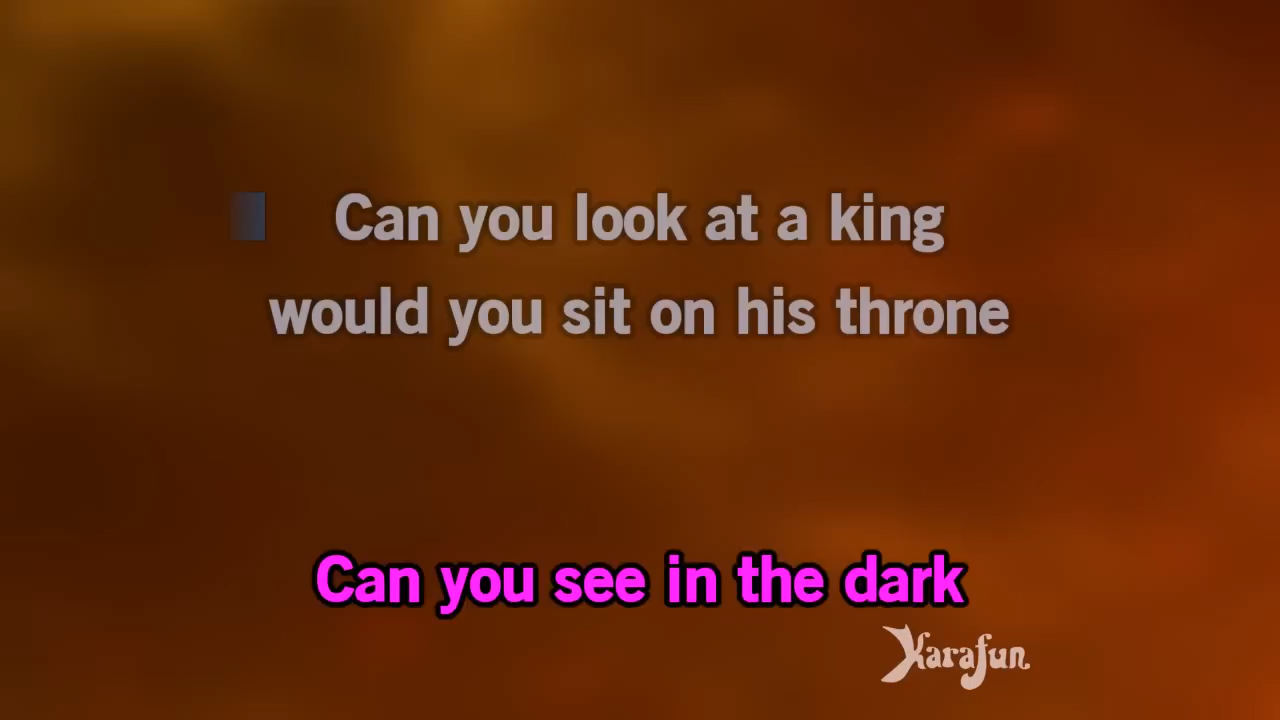 Can you look at a king
would you sit on his throne
Can you see in the dark
Karafun